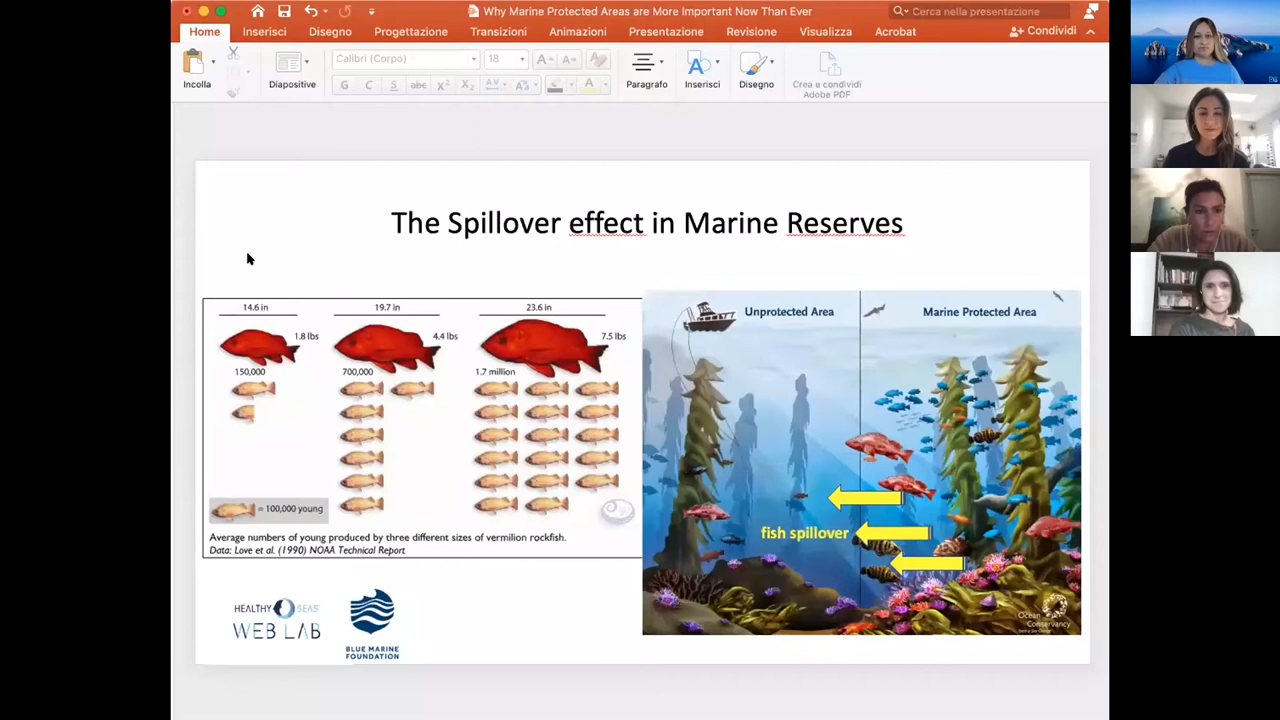 Why Marine Protected Areas are More Important Now Than Ever
Cerca nella presentazione
Home Inserisci Disegno Progettazione Transizioni Animazioni Presentazione Revisione Visualizza Acrobat Condividi
Calibri (Corpo) 18
Incolla Diapositive Paragrafo Inserisci Disegno Crea e condividi
Adobe PDF
G C S abc X² X₂
The Spillover effect in Marine Reserves
14.6 in 19.7 in 23.6 in
1.8 lbs 4.4 lbs 7.5 lbs
150,000 700,000 1.7 million
= 100,000 young
Average numbers of young produced by three different sizes of vermilion rockfish.
Data: Love et al. (1990) NOAA Technical Report
Unprotected Area Marine Protected Area
fish spillover
Ocean
Conservancy
HEALTHY SEAS
WEB LAB
BLUE MARINE
FOUNDATION